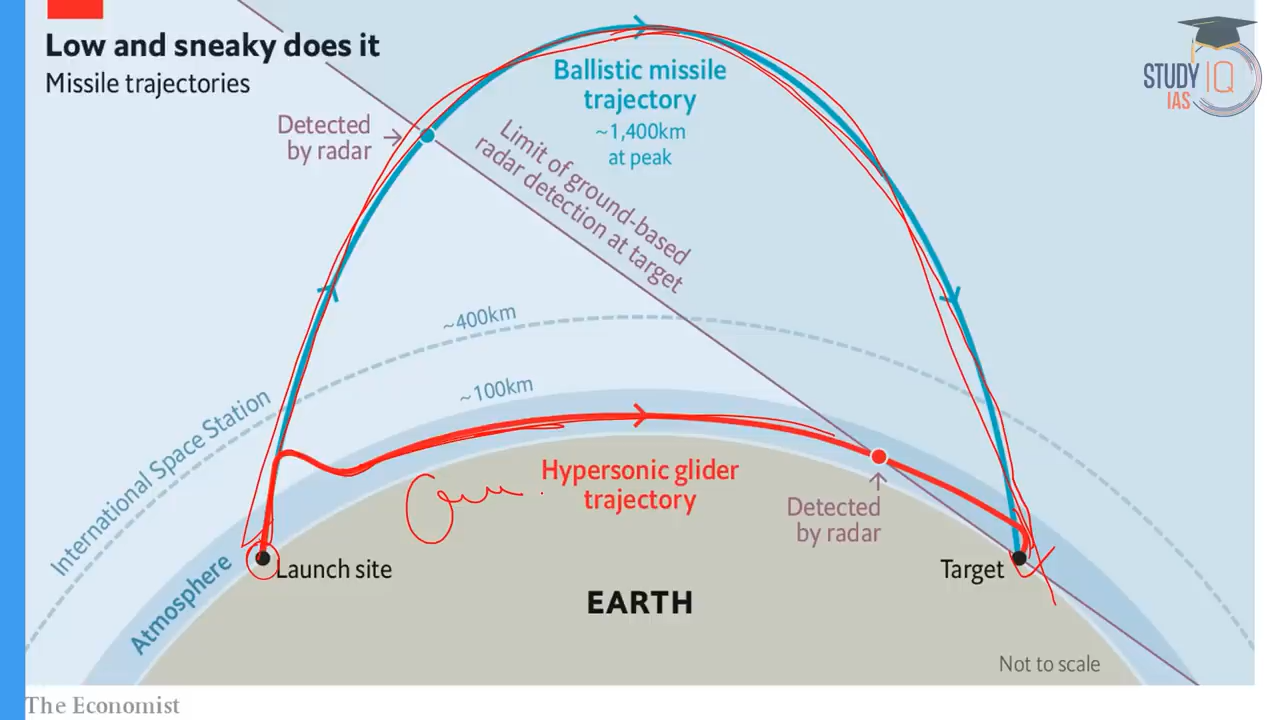 Low and sneaky does it
Missile trajectories
STUDY IQ
IAS
Ballistic missile
trajectory
~1,400km
at peak
Detected
by radar
Limit of ground-based
radar detection at target
~400km
~100km
International Space Station
Atmosphere
Hypersonic glider
trajectory
Detected
by radar
Launch site
Target
EARTH
Not to scale
The Economist